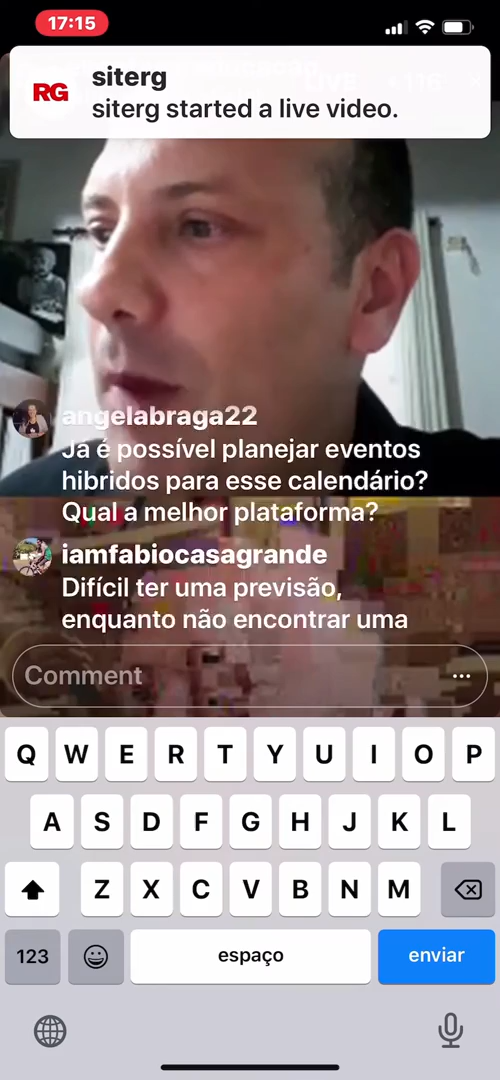 17:15
RG
siterg
siterg started a live video.
angelabraga22
Já é possível planejar eventos
hibridos para esse calendário?
Qual a melhor plataforma?
iamfabiocasagrande
Difícil ter uma previsão,
enquanto não encontrar uma
Comment
Q W E R T Y U I O P
A S D F G H J K L
Z X C V B N M
123 espaço enviar